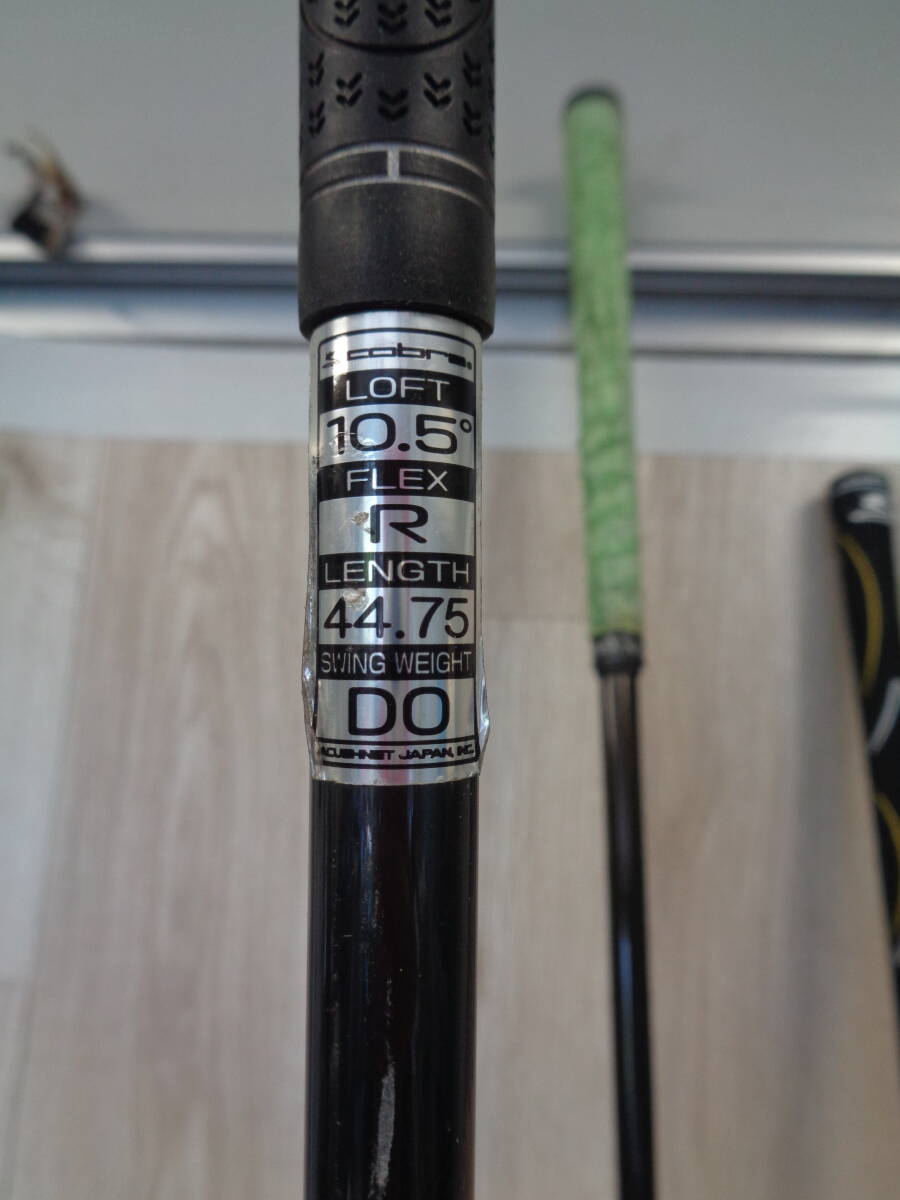 cobra
LOFT
10.5°
FLEX
R
LENGTH
44.75
SWING WEIGHT
D0
ACUSHNET JAPAN, INC.